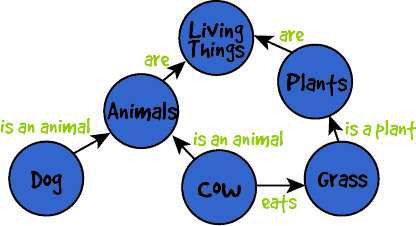 Living
Things
are
are
Animals
Plants
is an animal
is an animal
is a plant
Dog
Cow
eats
Grass